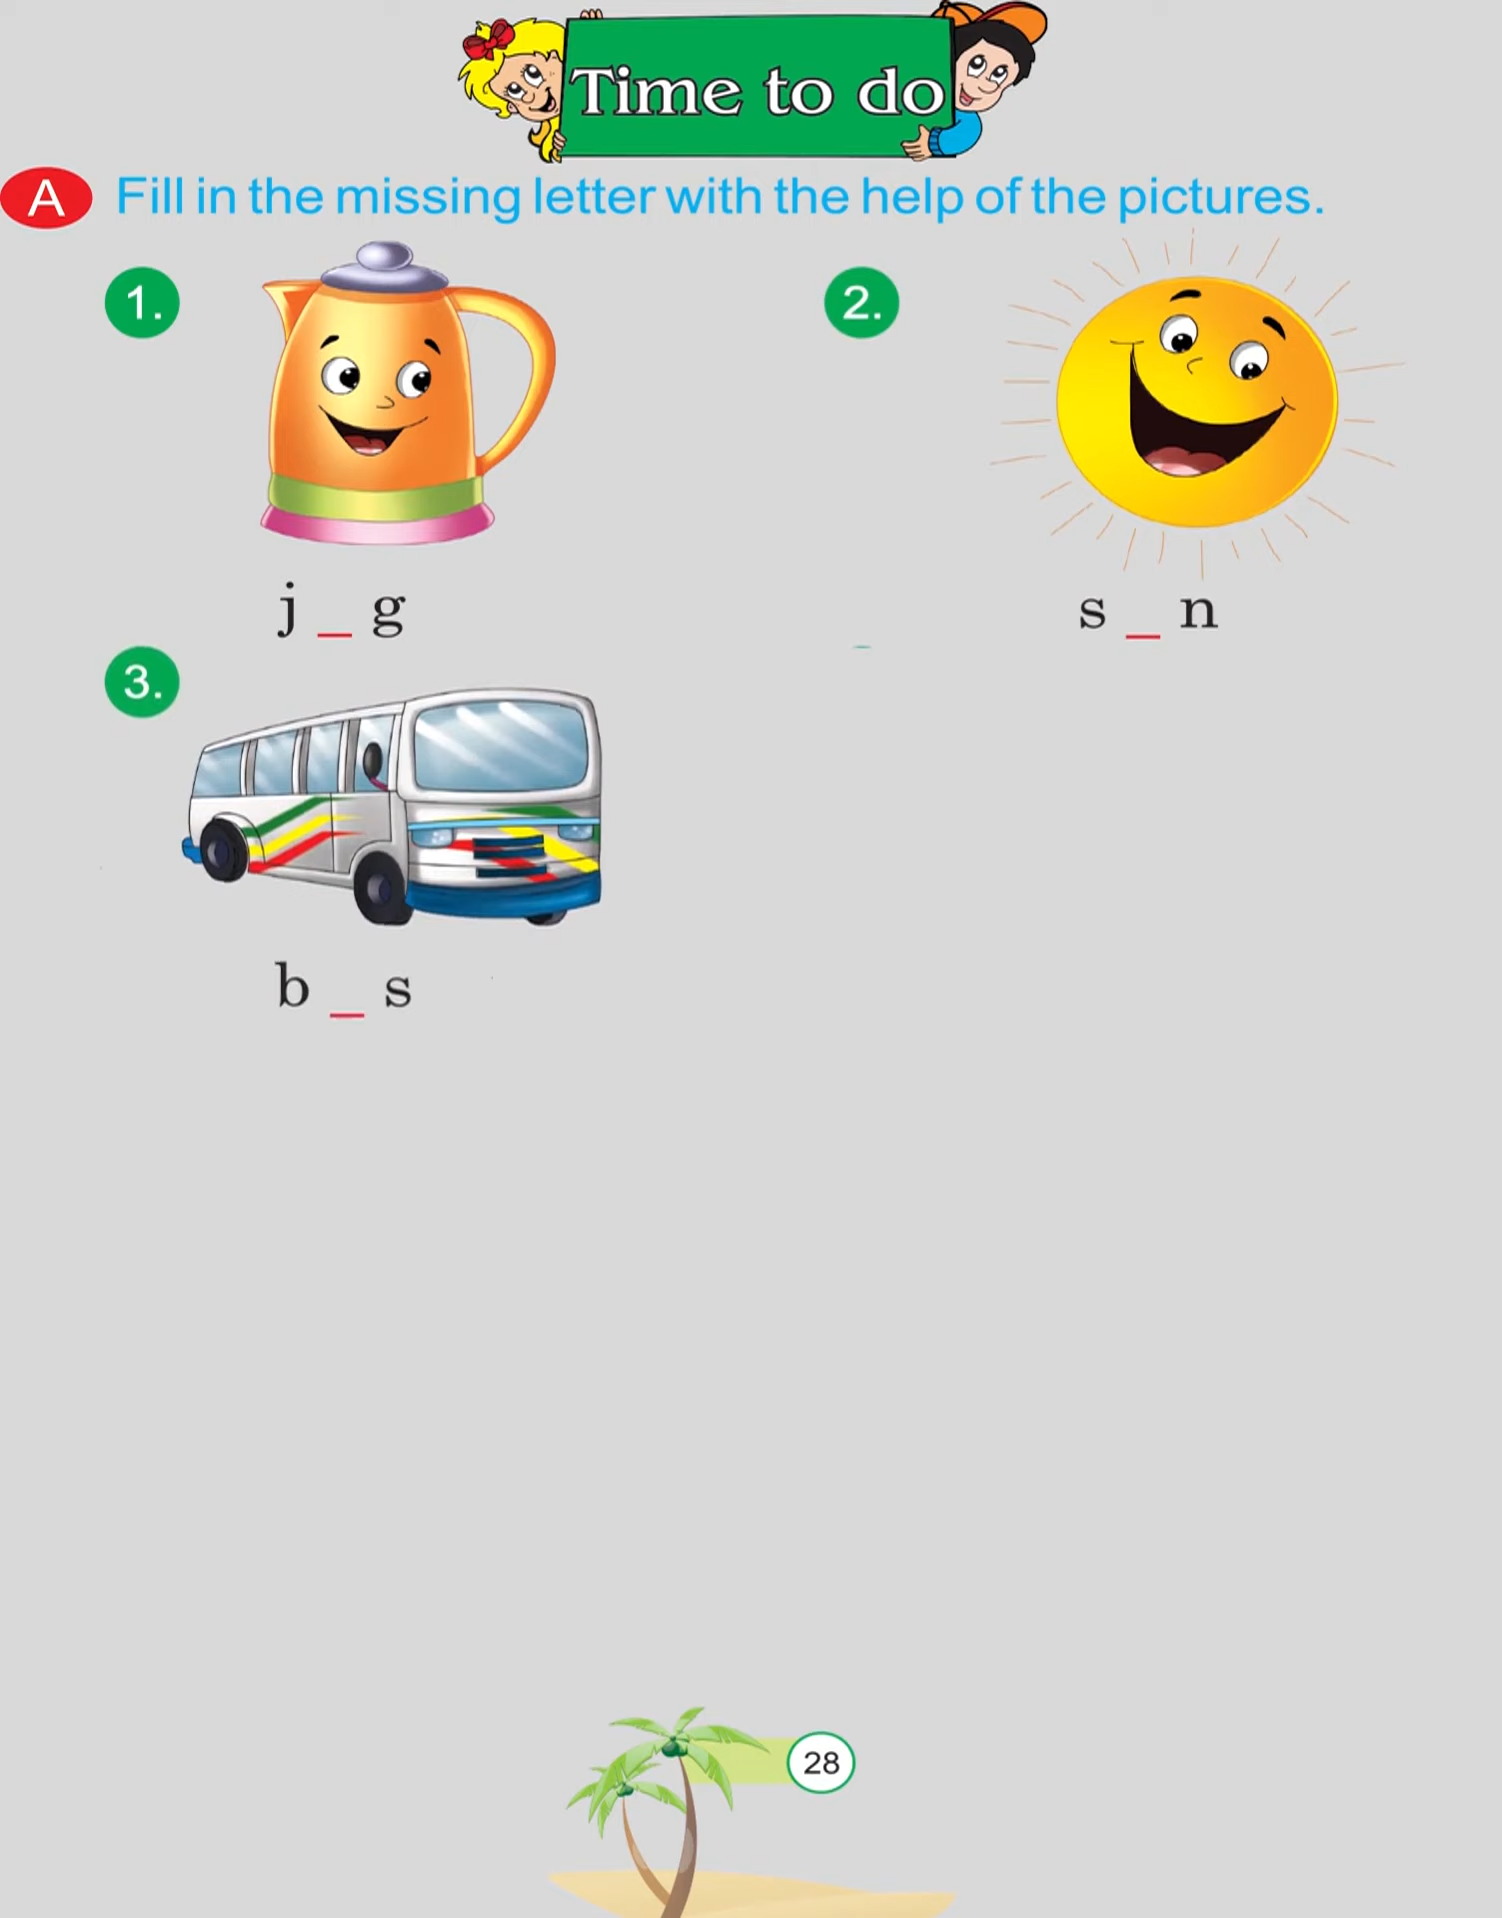 Time to do
A Fill in the missing letter with the help of the pictures.
1.
2.
j _ g
s _ n
3.
b _ s
28